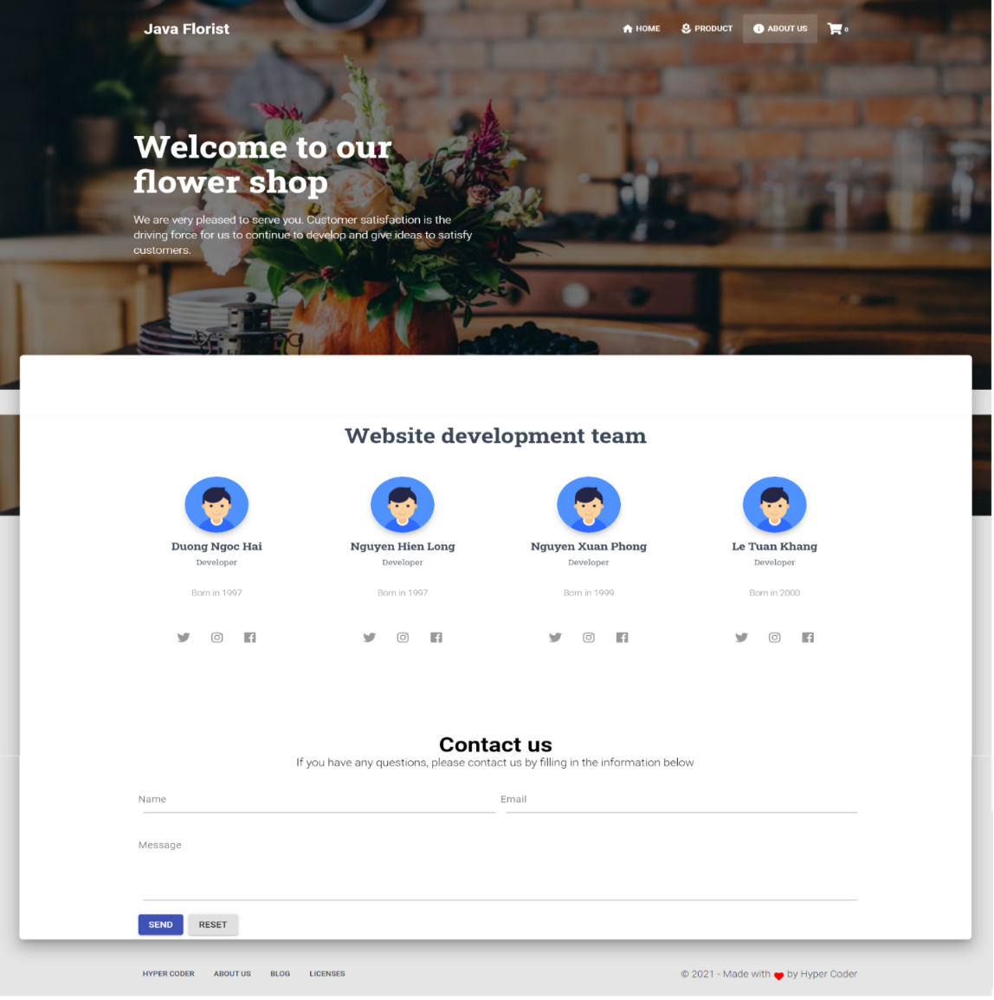 Java Florist
HOME PRODUCT ABOUT US 0
Welcome to our
flower shop
We are very pleased to serve you. Customer satisfaction is the
driving force for us to continue to develop and give ideas to satisfy
customers.
Website development team
Duong Ngoc Hai
Developer
Born in 1997
Nguyen Hien Long
Developer
Born in 1997
Nguyen Xuan Phong
Developer
Born in 1999
Le Tuan Khang
Developer
Born in 2000
Contact us
If you have any questions, please contact us by filling in the information below
Name
Email
Message
SEND RESET
HYPER CODER ABOUT US BLOG LICENSES
© 2021 - Made with ❤ by Hyper Coder